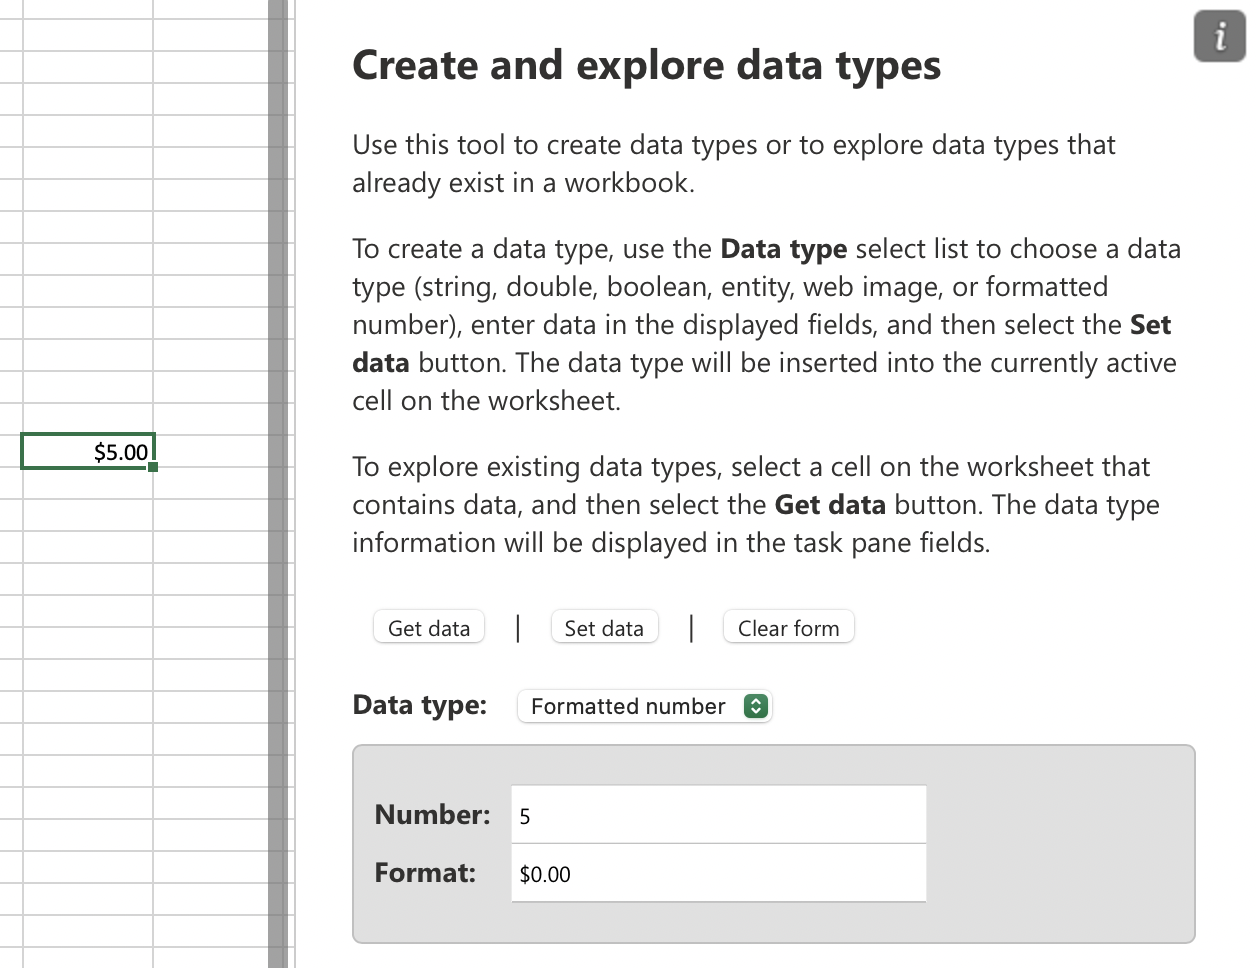 i
Create and explore data types
Use this tool to create data types or to explore data types that
already exist in a workbook.
To create a data type, use the Data type select list to choose a data
type (string, double, boolean, entity, web image, or formatted
number), enter data in the displayed fields, and then select the Set
data button. The data type will be inserted into the currently active
cell on the worksheet.
$5.00
To explore existing data types, select a cell on the worksheet that
contains data, and then select the Get data button. The data type
information will be displayed in the task pane fields.
Get data | Set data | Clear form
Data type: Formatted number
Number: 5
Format: $0.00